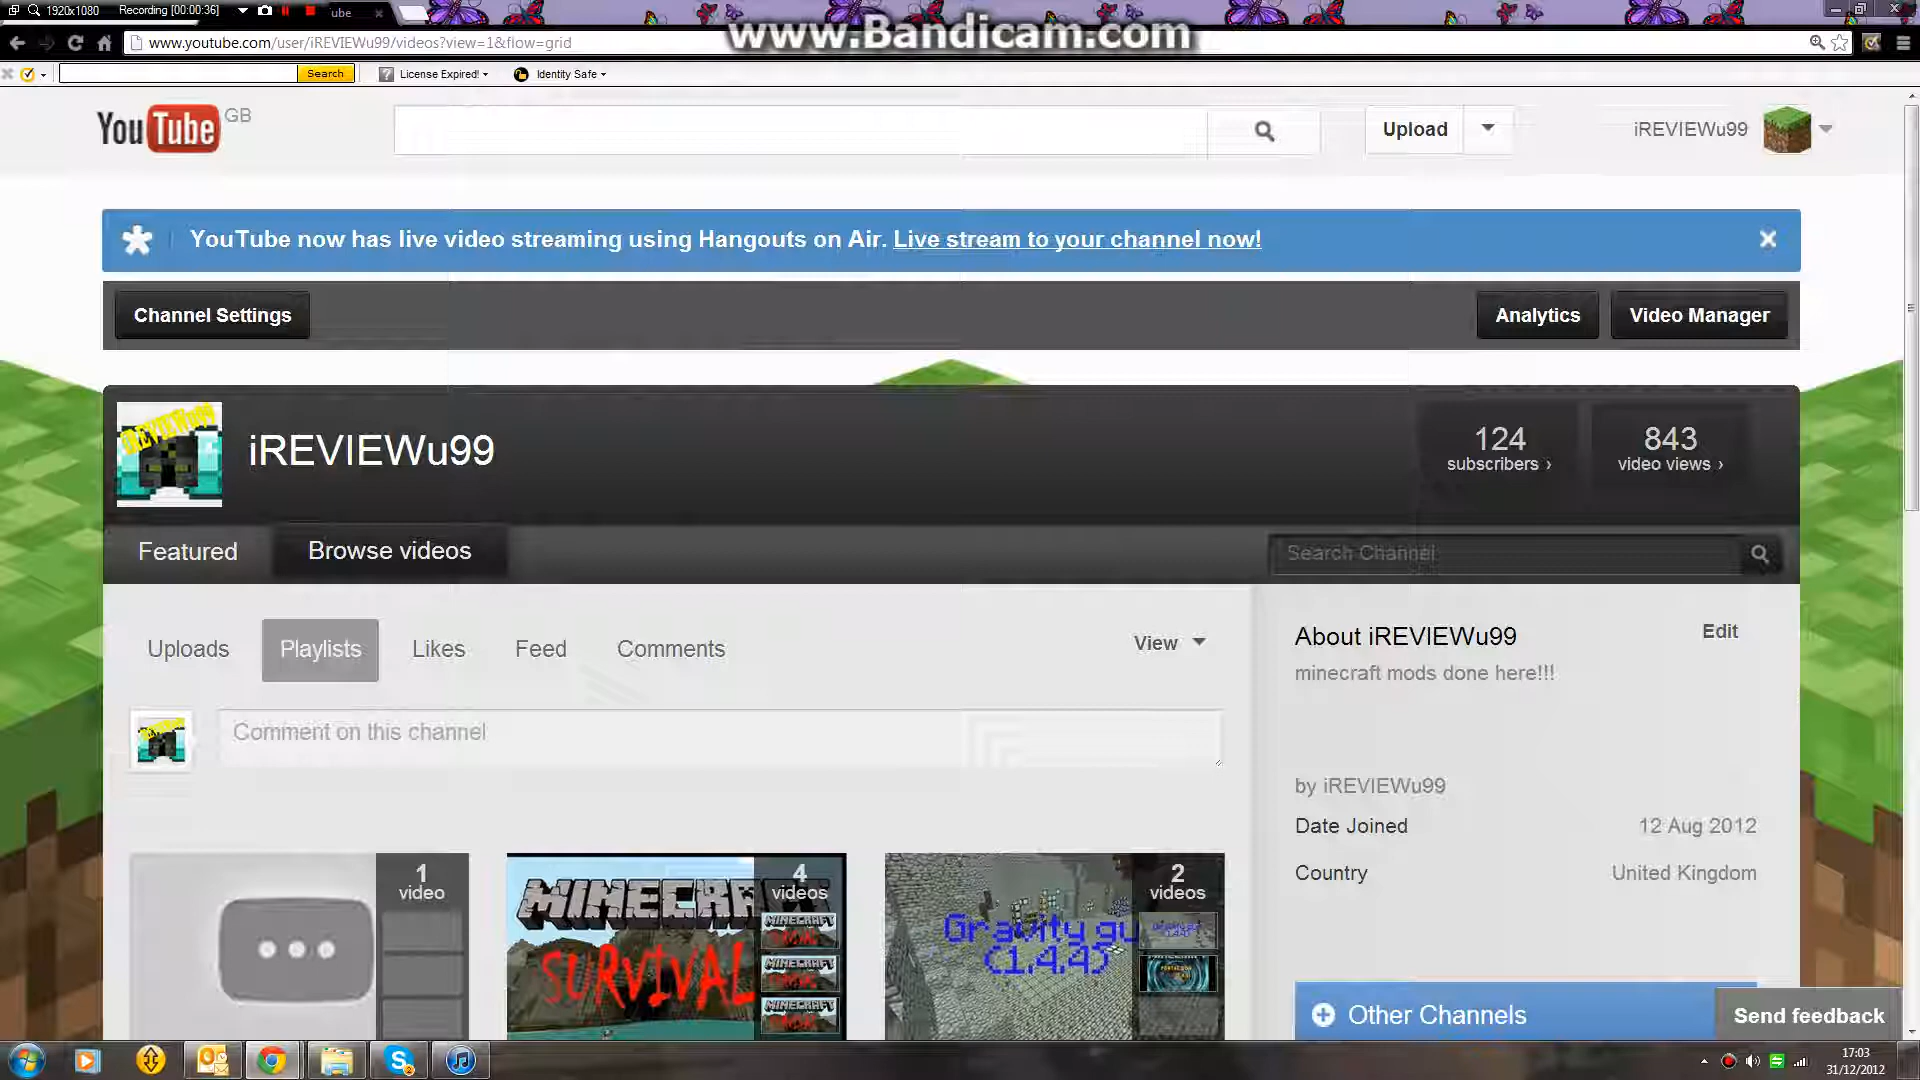 1920x1080 Recording [00:00:36] ube
www.Bandicam.com
www.youtube.com/user/iREVIEWu99/videos?view=1&flow=grid
Search License Expired! Identity Safe
YouTube GB
Upload iREVIEWu99
YouTube now has live video streaming using Hangouts on Air. Live stream to your channel now!
Channel Settings Analytics Video Manager
iREVIEWu99
iREVIEWu99
124 843
subscribers › video views ›
Featured Browse videos Search Channel
Uploads Playlists Likes Feed Comments View
About iREVIEWu99 Edit
minecraft mods done here!!!
Comment on this channel
by iREVIEWu99
Date Joined 12 Aug 2012
Country United Kingdom
1
video
4
videos
2
videos
MINECRAFT
SURVIVAL
Gravity gu
(1.4.4)
Other Channels
Send feedback
17:03
31/12/2012